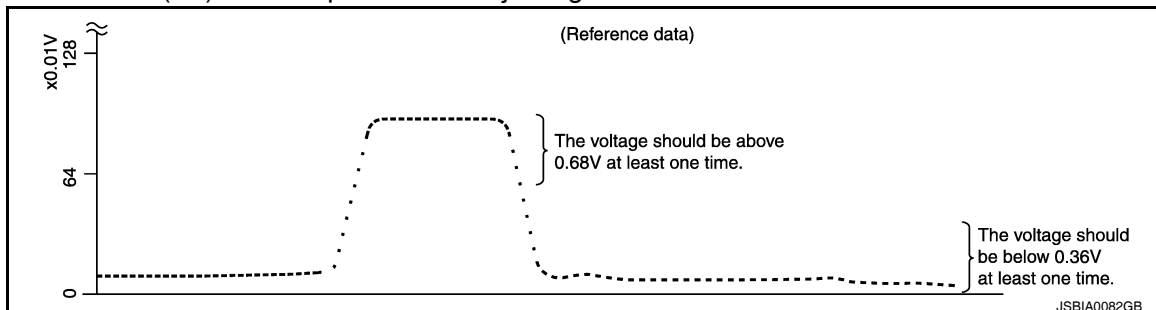 (Reference data)
x0.01V
128
The voltage should be above
0.68V at least one time.
64
The voltage should
be below 0.36V
at least one time.
0
JSBIA0082GB